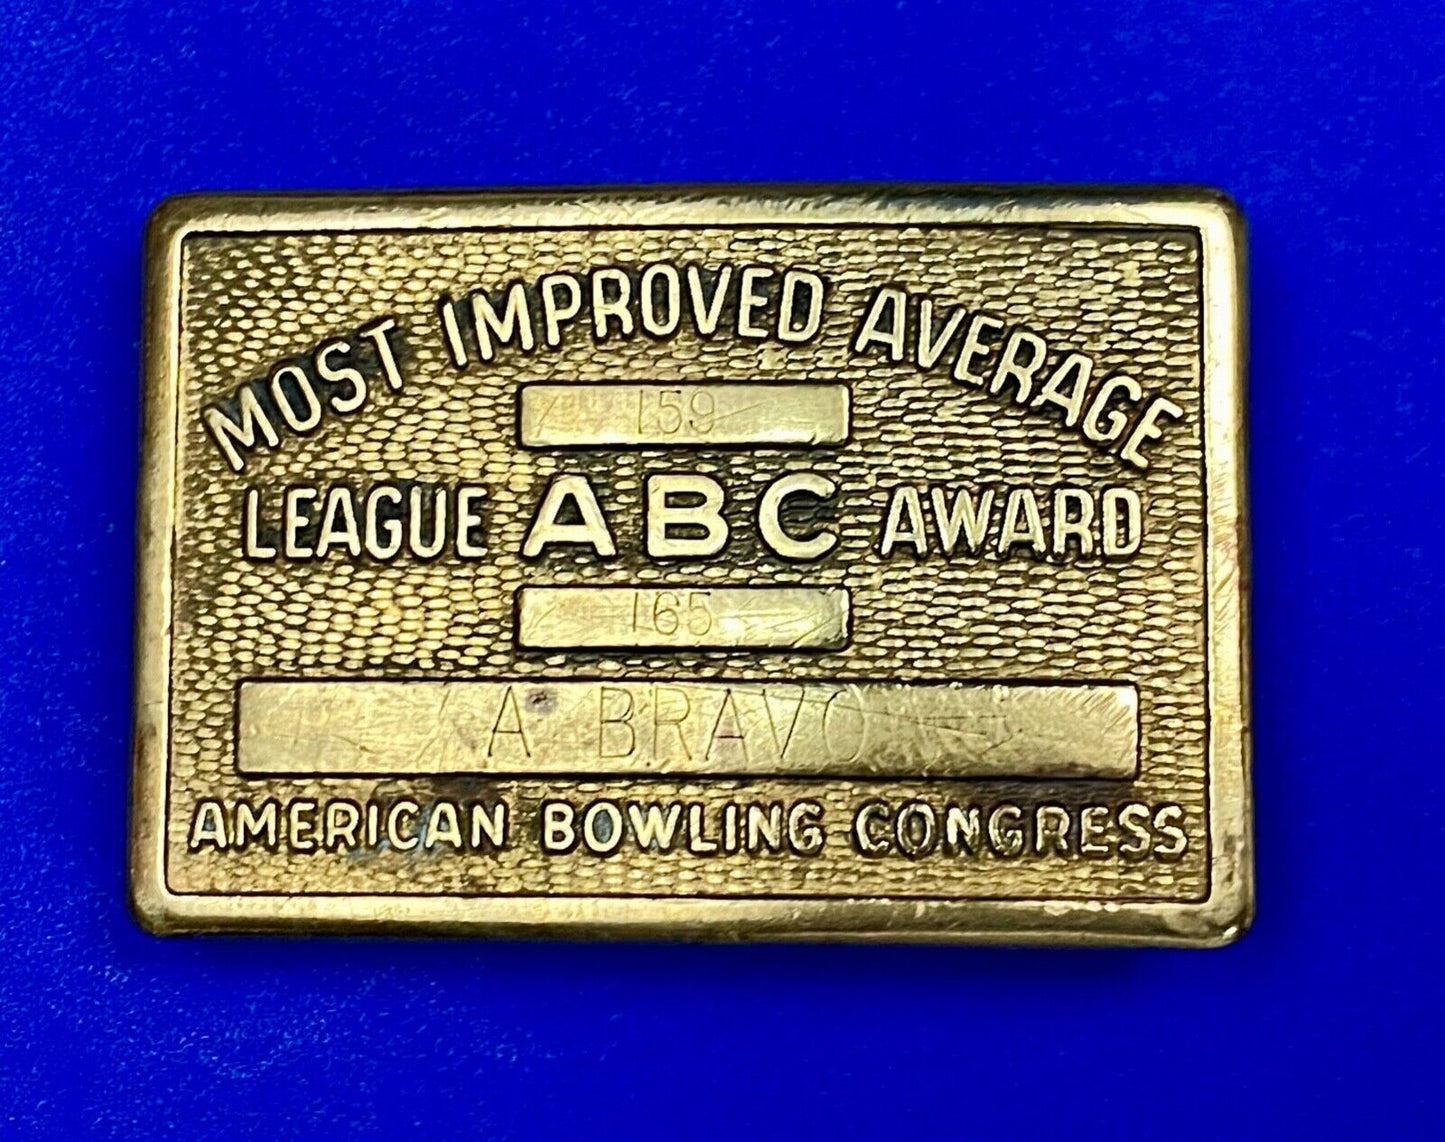 MOST IMPROVED AVERAGE
159
LEAGUE ABC AWARD
165
A BRAVO
AMERICAN BOWLING CONGRESS